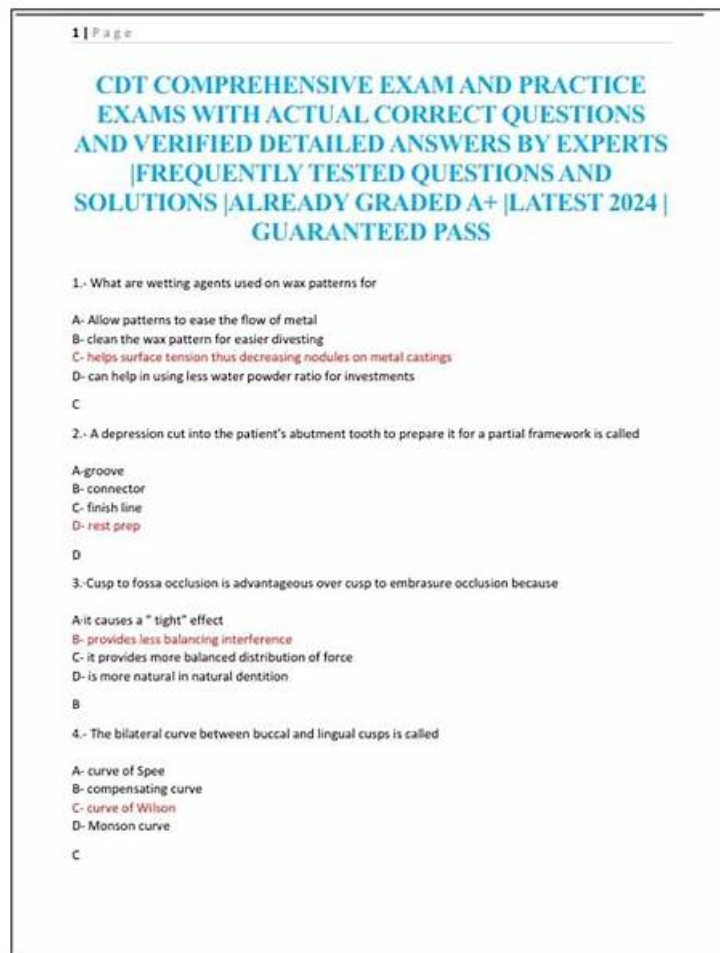 1 | Page
CDT COMPREHENSIVE EXAM AND PRACTICE
EXAMS WITH ACTUAL CORRECT QUESTIONS
AND VERIFIED DETAILED ANSWERS BY EXPERTS
|FREQUENTLY TESTED QUESTIONS AND
SOLUTIONS |ALREADY GRADED A+ |LATEST 2024 |
GUARANTEED PASS
1.- What are wetting agents used on wax patterns for
A- Allow patterns to ease the flow of metal
B- clean the wax pattern for easier divesting
C- helps surface tension thus decreasing nodules on metal castings
D- can help in using less water powder ratio for investments
C
2.- A depression cut into the patient's abutment tooth to prepare it for a partial framework is called
A-groove
B- connector
C- finish line
D- rest prep
D
3.-Cusp to fossa occlusion is advantageous over cusp to embrasure occlusion because
A-it causes a " tight" effect
B- provides less balancing interference
C- it provides more balanced distribution of force
D- is more natural in natural dentition
B
4.- The bilateral curve between buccal and lingual cusps is called
A- curve of Spee
B- compensating curve
C- curve of Wilson
D- Monson curve
C